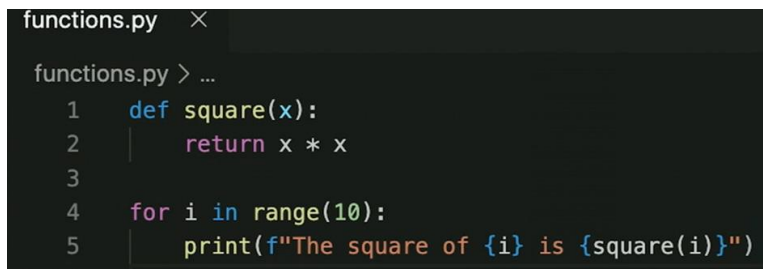 functions.py ×
functions.py > ...
1 def square(x):
2     return x * x
3
4 for i in range(10):
5     print(f"The square of {i} is {square(i)}")